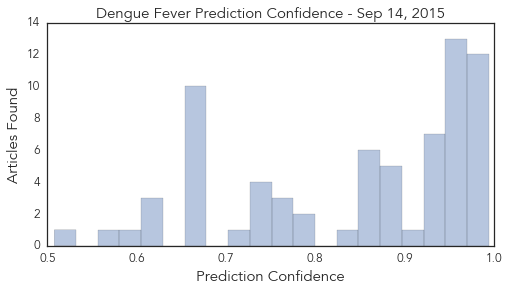 Dengue Fever Prediction Confidence - Sep 14, 2015
14
12
10
8
6
4
2
0
Articles Found
0.5 0.6 0.7 0.8 0.9 1.0
Prediction Confidence